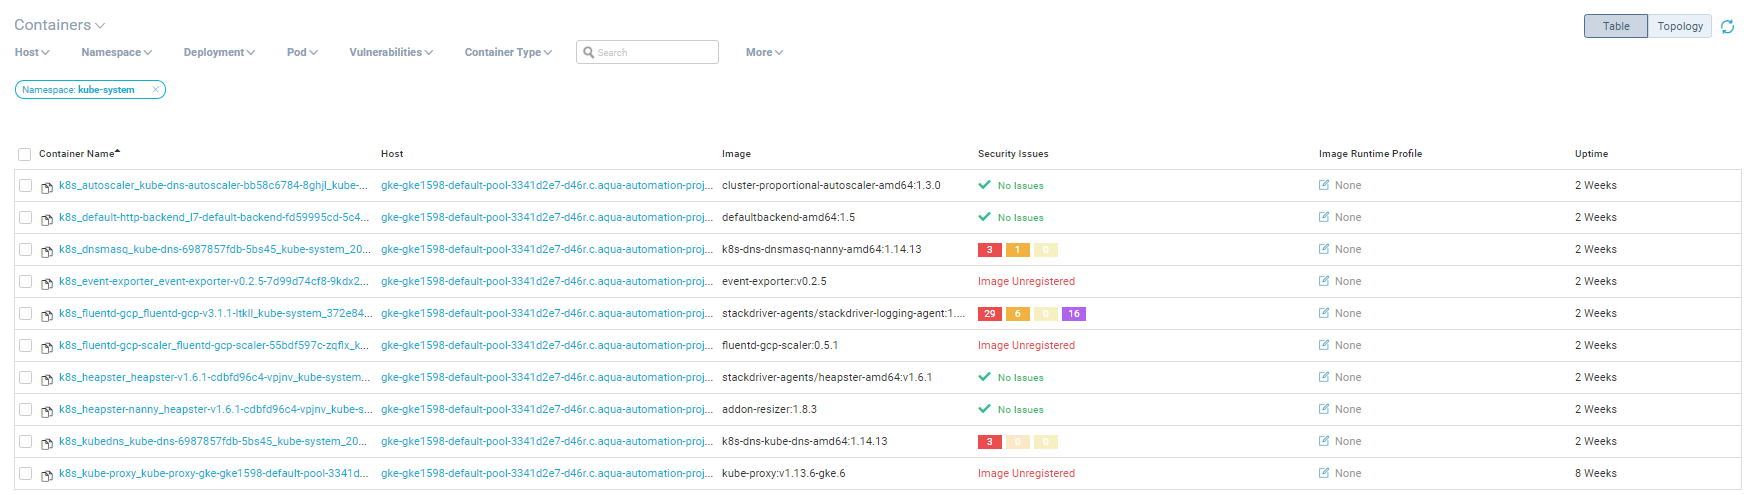 Containers
Table Topology
Host Namespace Deployment Pod Vulnerabilities Container Type Search More
Namespace: kube-system ×
Container Name Host Image Security Issues Image Runtime Profile Uptime
k8s_autoscaler_kube-dns-autoscaler-bb58c6784-8ghjl_kube-... gke-gke1598-default-pool-3341d2e7-d46r.c.aqua-automation-proj... cluster-proportional-autoscaler-amd64:1.3.0 No Issues None 2 Weeks
k8s_default-http-backend_l7-default-backend-fd59995cd-5c4... gke-gke1598-default-pool-3341d2e7-d46r.c.aqua-automation-proj... defaultbackend-amd64:1.5 No Issues None 2 Weeks
k8s_dnsmasq_kube-dns-6987857fdb-5bs45_kube-system_20... gke-gke1598-default-pool-3341d2e7-d46r.c.aqua-automation-proj... k8s-dns-dnsmasq-nanny-amd64:1.14.13 3 1 0 None 2 Weeks
k8s_event-exporter_event-exporter-v0.2.5-7d99d74cf8-9kdx2... gke-gke1598-default-pool-3341d2e7-d46r.c.aqua-automation-proj... event-exporter:v0.2.5 Image Unregistered None 2 Weeks
k8s_fluentd-gcp_fluentd-gcp-v3.1.1-ltkll_kube-system_372e84... gke-gke1598-default-pool-3341d2e7-d46r.c.aqua-automation-proj... stackdriver-agents/stackdriver-logging-agent:1.... 29 6 0 16 None 2 Weeks
k8s_fluentd-gcp-scaler_fluentd-gcp-scaler-55bdf597c-zqflx_k... gke-gke1598-default-pool-3341d2e7-d46r.c.aqua-automation-proj... fluentd-gcp-scaler:0.5.1 Image Unregistered None 2 Weeks
k8s_heapster_heapster-v1.6.1-cdbfd96c4-vpjnv_kube-system... gke-gke1598-default-pool-3341d2e7-d46r.c.aqua-automation-proj... stackdriver-agents/heapster-amd64:v1.6.1 No Issues None 2 Weeks
k8s_heapster-nanny_heapster-v1.6.1-cdbfd96c4-vpjnv_kube-s... gke-gke1598-default-pool-3341d2e7-d46r.c.aqua-automation-proj... addon-resizer:1.8.3 No Issues None 2 Weeks
k8s_kubedns_kube-dns-6987857fdb-5bs45_kube-system_20... gke-gke1598-default-pool-3341d2e7-d46r.c.aqua-automation-proj... k8s-dns-kube-dns-amd64:1.14.13 3 0 0 None 2 Weeks
k8s_kube-proxy_kube-proxy-gke-gke1598-default-pool-3341d... gke-gke1598-default-pool-3341d2e7-d46r.c.aqua-automation-proj... kube-proxy:v1.13.6-gke.6 Image Unregistered None 8 Weeks